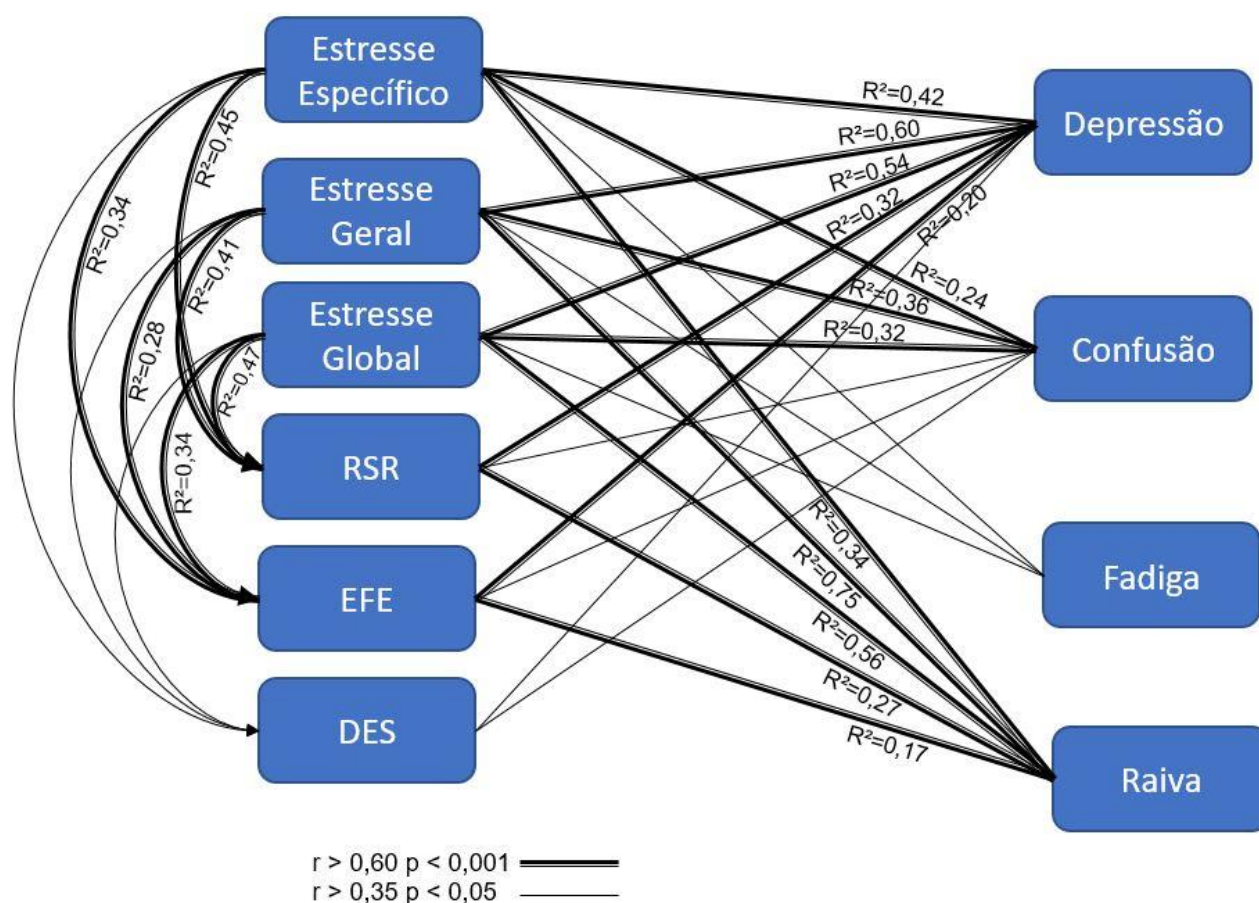 Estresse
Específico
Estresse
Geral
Estresse
Global
RSR
EFE
DES
R²=0,34
R²=0,45
R²=0,28
R²=0,41
R²=0,34
R²=0,47
R²=0,42
R²=0,60
R²=0,54
R²=0,32
R²=0,20
R²=0,24
R²=0,36
R²=0,32
R²=0,34
R²=0,75
R²=0,56
R²=0,27
R²=0,17
Depressão
Confusão
Fadiga
Raiva
r > 0,60 p < 0,001
r > 0,35 p < 0,05